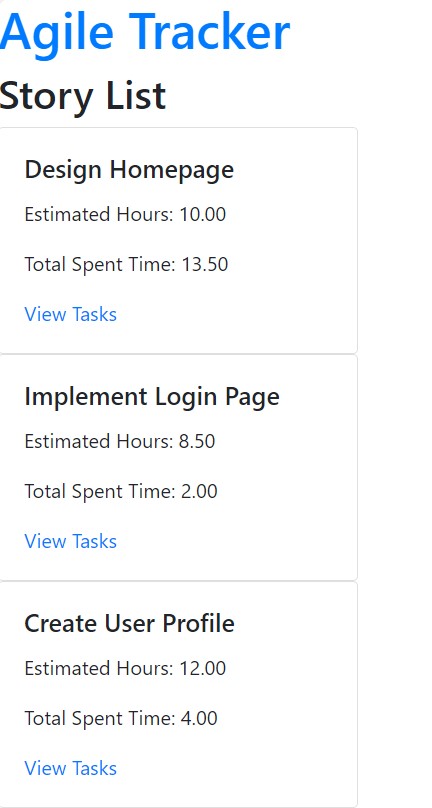 Agile Tracker
Story List
Design Homepage
Estimated Hours: 10.00
Total Spent Time: 13.50
View Tasks
Implement Login Page
Estimated Hours: 8.50
Total Spent Time: 2.00
View Tasks
Create User Profile
Estimated Hours: 12.00
Total Spent Time: 4.00
View Tasks